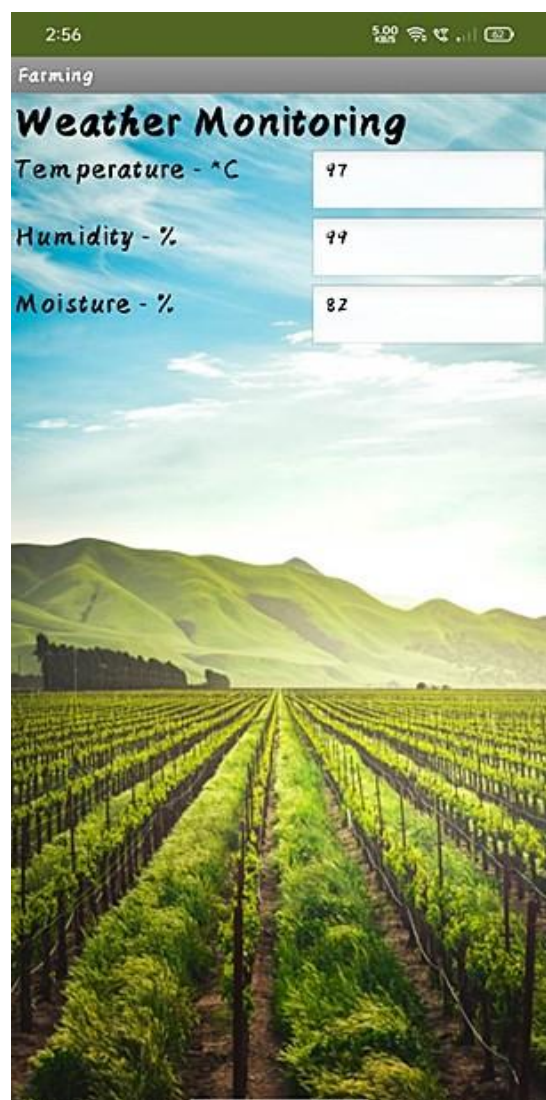 2:56 5.00 KB/S 62
Farming
Weather Monitoring
Temperature - ^C 97
Humidity - % 99
Moisture - % 82